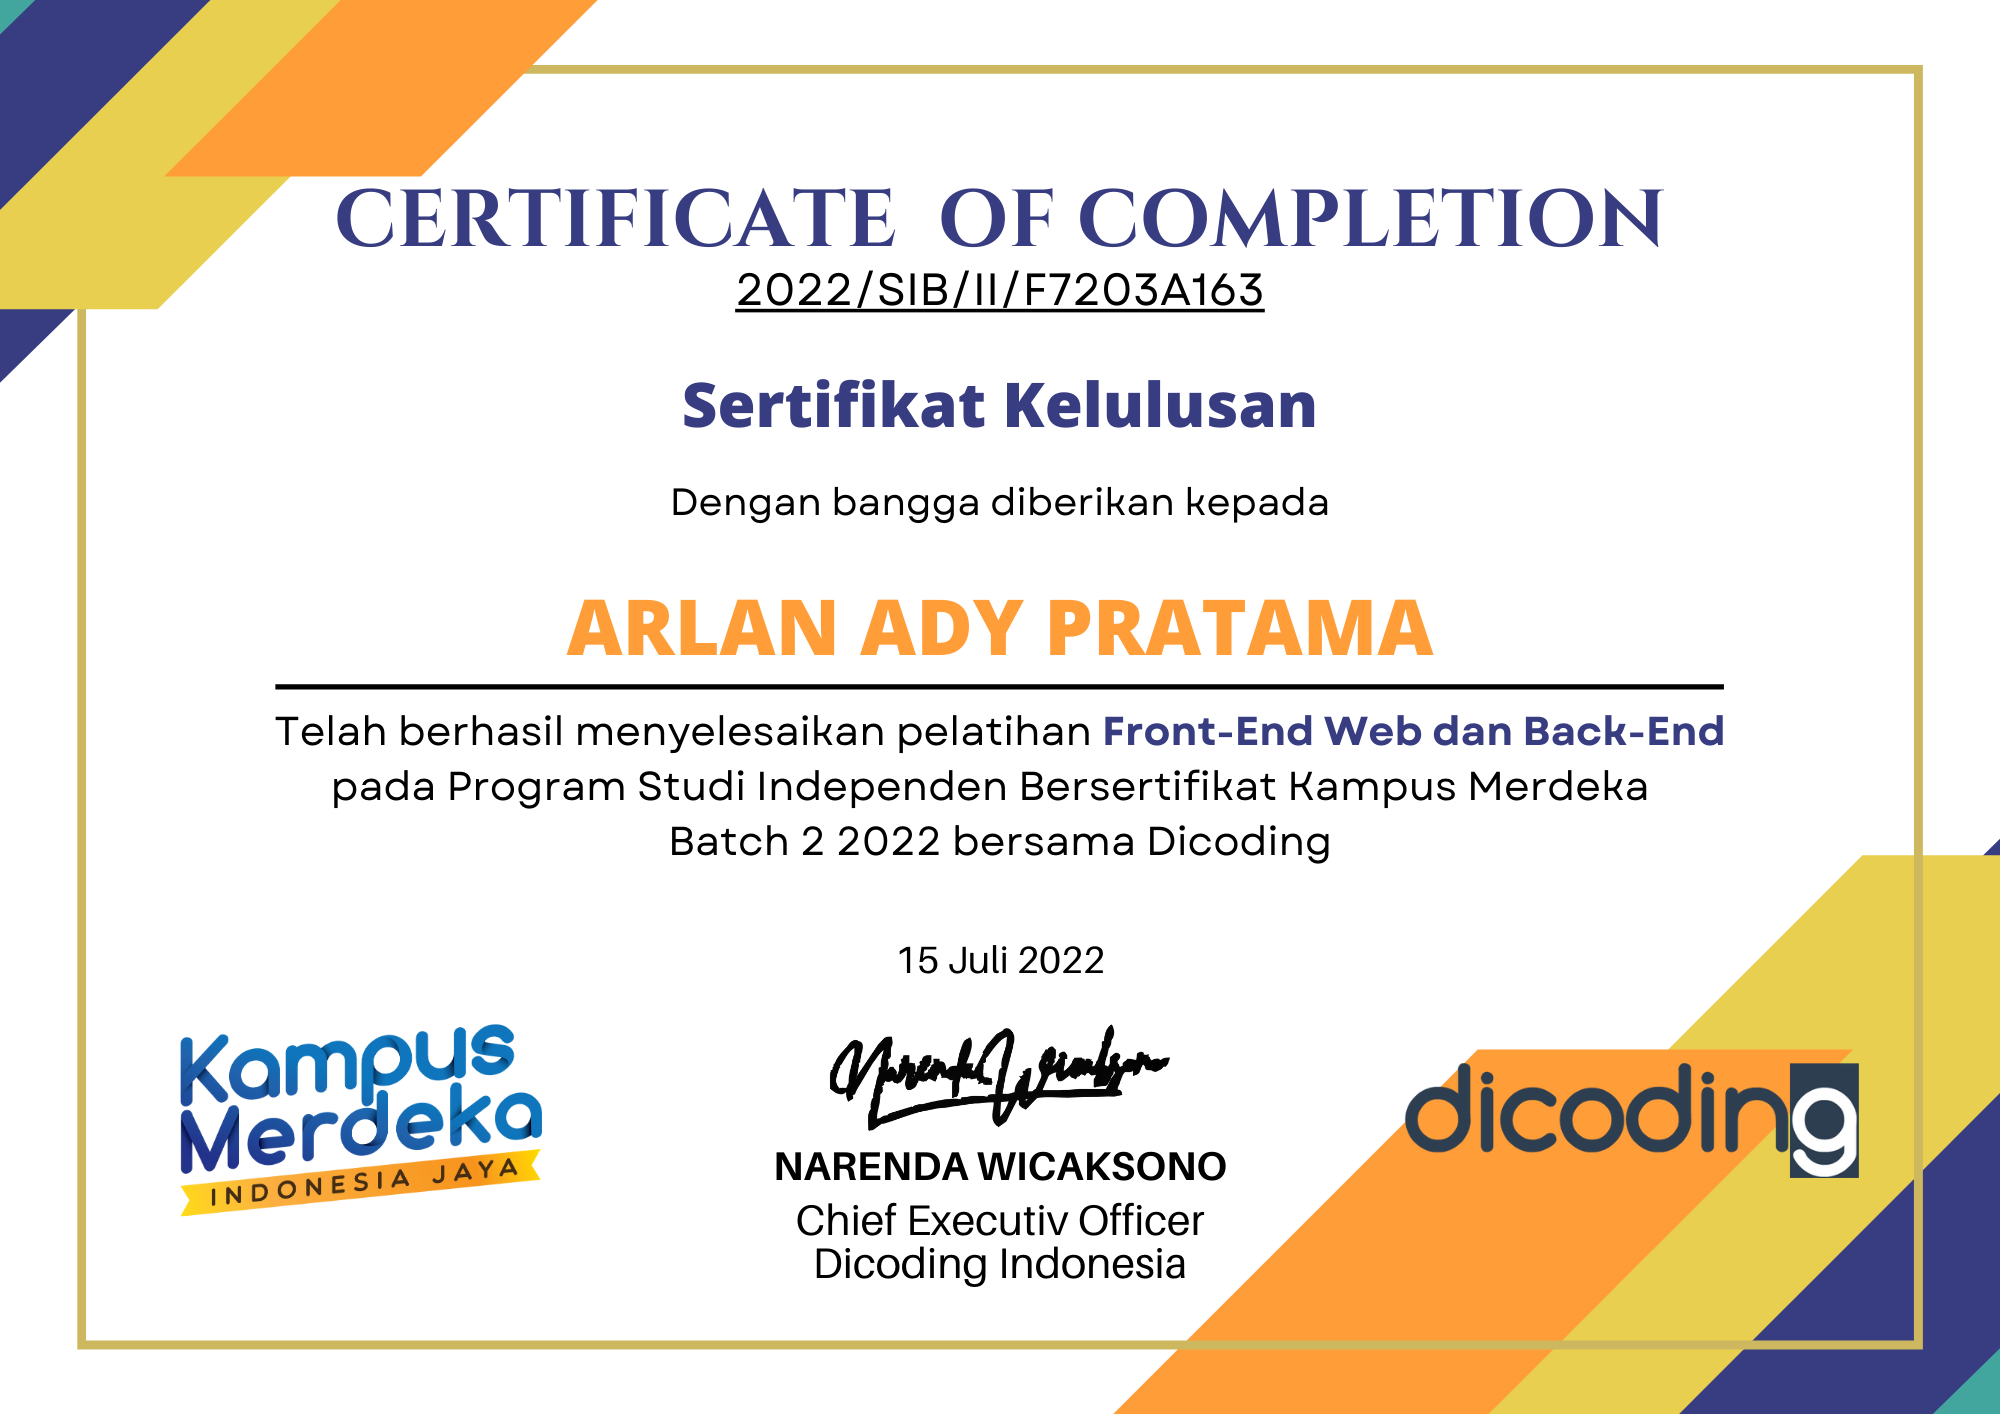 CERTIFICATE OF COMPLETION
2022/SIB/II/F7203A163
Sertifikat Kelulusan
Dengan bangga diberikan kepada
ARLAN ADY PRATAMA
Telah berhasil menyelesaikan pelatihan Front-End Web dan Back-End
pada Program Studi Independen Bersertifikat Kampus Merdeka
Batch 2 2022 bersama Dicoding
15 Juli 2022
Kampus
Merdeka
INDONESIA JAYA
Narenda Wicaksono
NARENDA WICAKSONO
Chief Executiv Officer
Dicoding Indonesia
dicoding